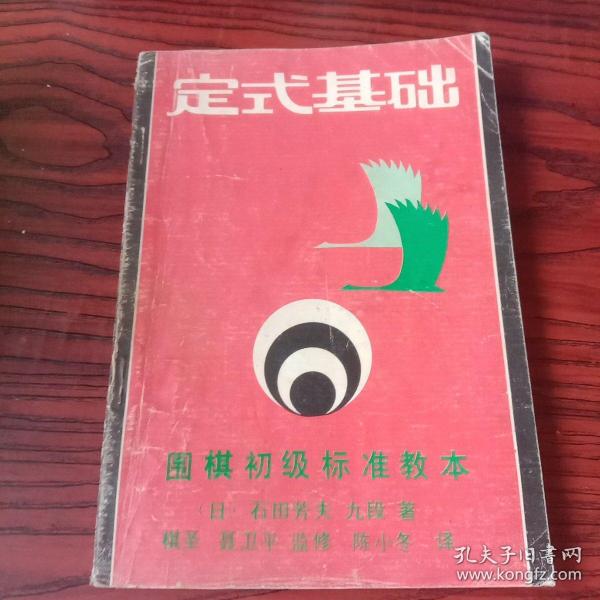 定式基础
围棋初级标准教本
（日）石田芳夫 九段 著
棋圣 聂卫平 监修 陈小冬 译
孔夫子旧书网
www.kongfz.com